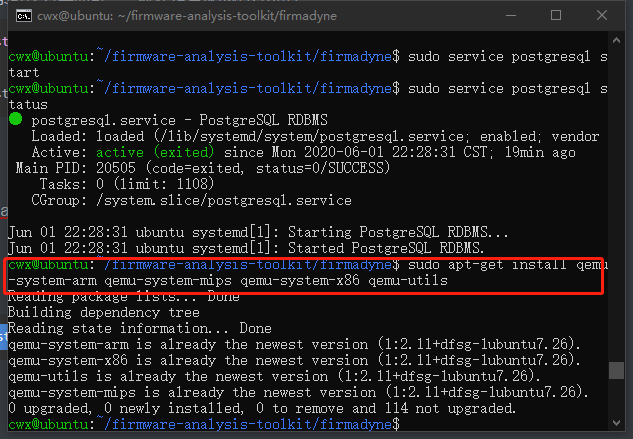 cwx@ubuntu: ~/firmware-analysis-toolkit/firmadyne
cwx@ubuntu:~/firmware-analysis-toolkit/firmadyne$ sudo service postgresql s
tart
cwx@ubuntu:~/firmware-analysis-toolkit/firmadyne$ sudo service postgresql s
tatus
● postgresql.service - PostgreSQL RDBMS
Loaded: loaded (/lib/systemd/system/postgresql.service; enabled; vendor
Active: active (exited) since Mon 2020-06-01 22:28:31 CST; 19min ago
Main PID: 20505 (code=exited, status=0/SUCCESS)
Tasks: 0 (limit: 1108)
CGroup: /system.slice/postgresql.service
Jun 01 22:28:31 ubuntu systemd[1]: Starting PostgreSQL RDBMS...
Jun 01 22:28:31 ubuntu systemd[1]: Started PostgreSQL RDBMS.
cwx@ubuntu:~/firmware-analysis-toolkit/firmadyne$ sudo apt-get install qemu
-system-arm qemu-system-mips qemu-system-x86 qemu-utils
Reading package lists... Done
Building dependency tree
Reading state information... Done
qemu-system-arm is already the newest version (1:2.11+dfsg-1ubuntu7.26).
qemu-system-x86 is already the newest version (1:2.11+dfsg-1ubuntu7.26).
qemu-utils is already the newest version (1:2.11+dfsg-1ubuntu7.26).
qemu-system-mips is already the newest version (1:2.11+dfsg-1ubuntu7.26).
0 upgraded, 0 newly installed, 0 to remove and 114 not upgraded.
cwx@ubuntu:~/firmware-analysis-toolkit/firmadyne$